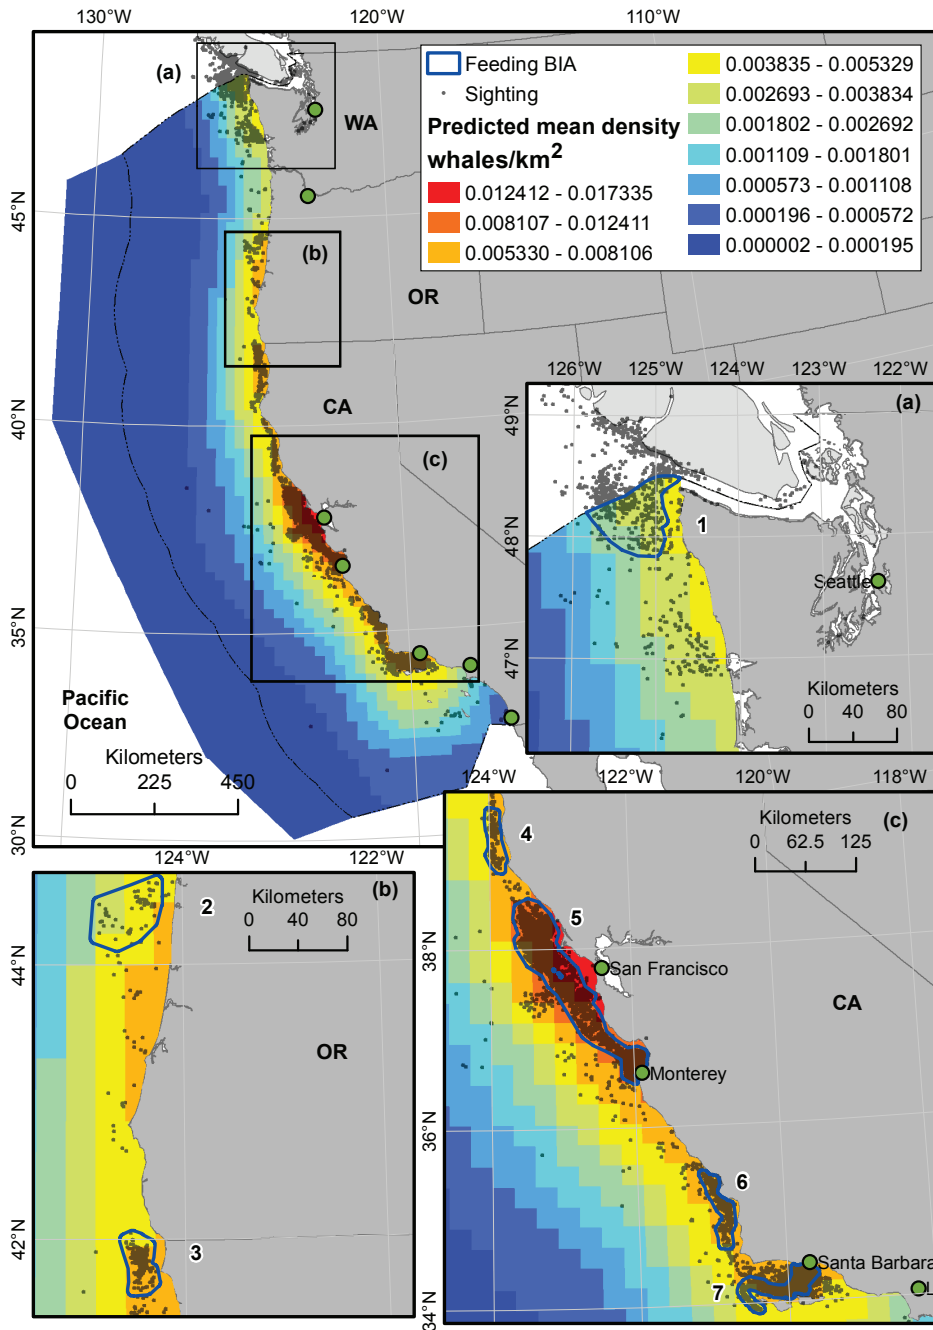 130°W
120°W
110°W
(a)
WA
Feeding BIA
Sighting
Predicted mean density
whales/km2
0.012412 - 0.017335
0.008107 - 0.012411
0.005330 - 0.008106
0.003835 - 0.005329
0.002693 - 0.003834
0.001802 - 0.002692
0.001109 - 0.001801
0.000573 - 0.001108
0.000196 - 0.000572
0.000002 - 0.000195
45°N
(b)
OR
40°N
CA
(c)
35°N
Pacific
Ocean
Kilometers
0 225 450
30°N
126°W 125°W 124°W 123°W 122°W
(a)
49°N
1
48°N
Seattle
47°N
Kilometers
0 40 80
124°W 122°W
(b)
2
Kilometers
0 40 80
44°N
OR
42°N
3
124°W 122°W 120°W 118°W
(c)
Kilometers
0 62.5 125
4
5
38°N
San Francisco
CA
Monterey
36°N
6
Santa Barbara
7
L
34°N